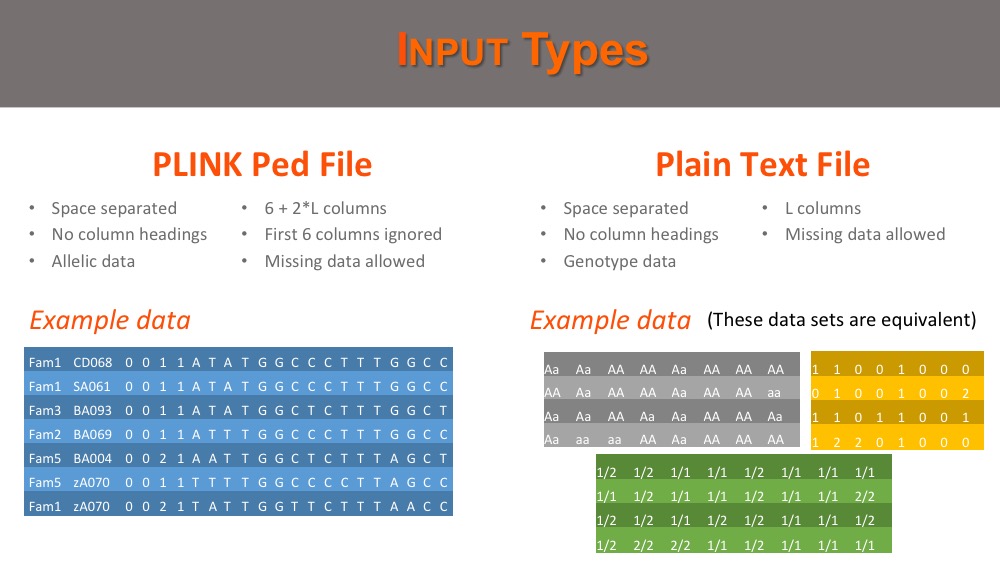 INPUT Types
PLINK Ped File
• Space separated
• No column headings
• Allelic data
• 6 + 2*L columns
• First 6 columns ignored
• Missing data allowed
Example data
Fam1 CD068 0 0 1 1 A T A T G G C C C T T T G G C C
Fam1 SA061 0 0 1 1 A T A T T G C C C T T T G G C C
Fam3 BA093 0 0 1 1 A T A T T G C T C T T T G G C T
Fam2 BA069 0 0 1 1 A T A T T G C C C T T T G G C C
Fam5 BA004 0 0 2 1 A A T T G G C T C T T T A G C T
Fam5 zA070 0 0 1 1 T T T T G G C C C T T T A G C C
Fam1 zA070 0 0 2 1 T A T T G G T T C T T T A A C C
Plain Text File
• Space separated
• No column headings
• Genotype data
• L columns
• Missing data allowed
Example data (These data sets are equivalent)
Aa Aa AA AA Aa AA AA AA
AA Aa AA AA Aa AA AA aa
Aa Aa AA Aa Aa AA AA Aa
Aa aa aa AA Aa AA AA AA
1 1 0 0 1 0 0 0
0 1 0 0 1 0 0 2
1 1 0 1 1 0 0 1
1 2 2 0 1 0 0 0
1/2 1/2 1/1 1/1 1/2 1/1 1/1 1/1
1/1 1/2 1/1 1/1 1/2 1/1 1/1 2/2
1/2 1/2 1/1 1/2 1/2 1/1 1/1 1/2
1/2 2/2 2/2 1/1 1/2 1/1 1/1 1/1